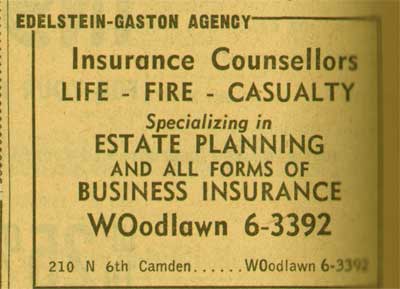 EDELSTEIN-GASTON AGENCY
Insurance Counsellors
LIFE - FIRE - CASUALTY
Specializing in
ESTATE PLANNING
AND ALL FORMS OF
BUSINESS INSURANCE
WOodlawn 6-3392
210 N 6th Camden......WOodlawn 6-3392